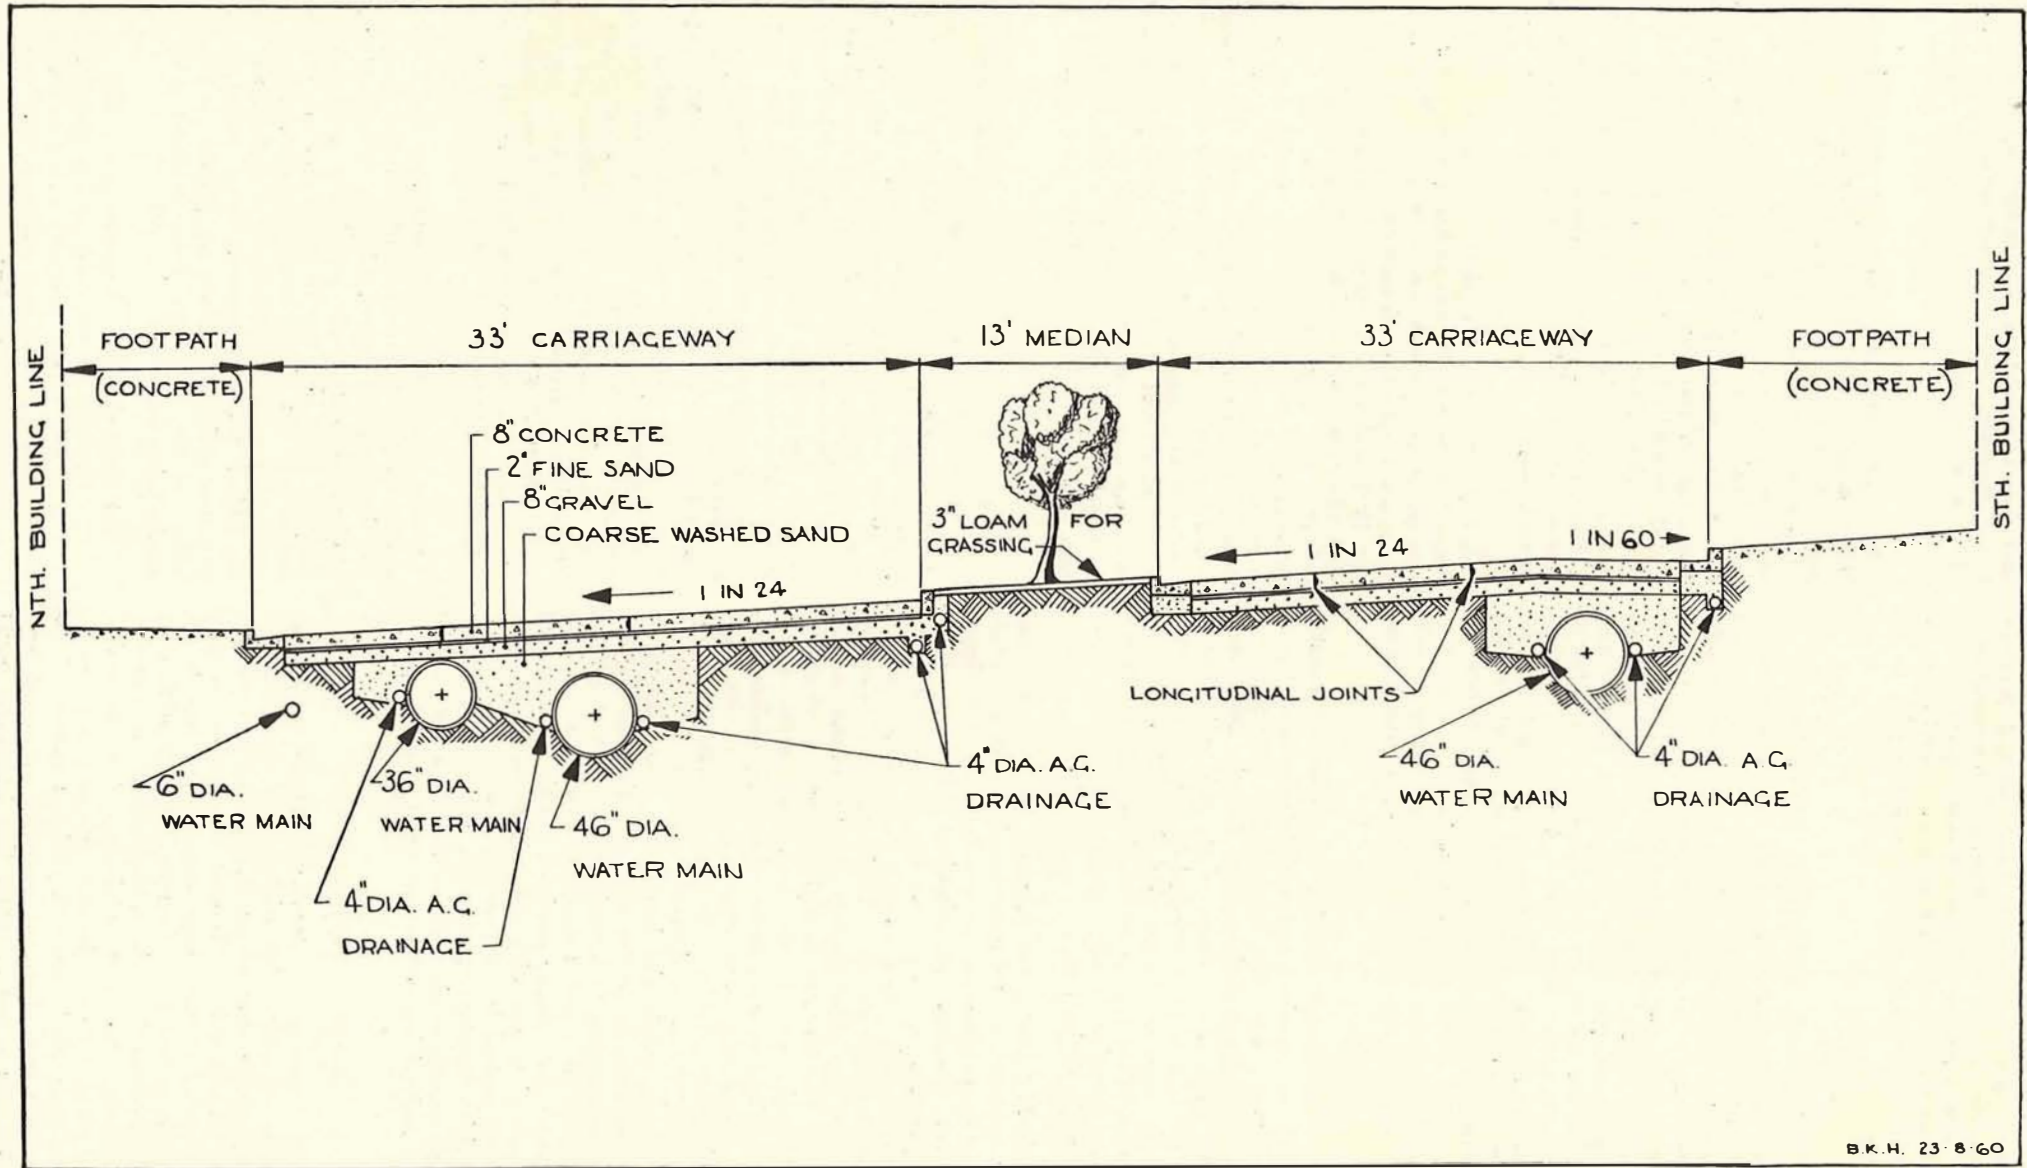 NTH. BUILDING LINE
FOOTPATH
(CONCRETE)
33' CARRIAGEWAY
13' MEDIAN
33' CARRIAGEWAY
FOOTPATH
(CONCRETE)
STH. BUILDING LINE
8" CONCRETE
2" FINE SAND
8" GRAVEL
COARSE WASHED SAND
1 IN 24
3" LOAM FOR
GRASSING
1 IN 24
1 IN 60
LONGITUDINAL JOINTS
6" DIA.
WATER MAIN
36" DIA.
WATER MAIN
46" DIA.
WATER MAIN
4" DIA. A.G.
DRAINAGE
4" DIA. A.G.
DRAINAGE
46" DIA.
WATER MAIN
4" DIA. A.G.
DRAINAGE
B.K.H. 23·8·60